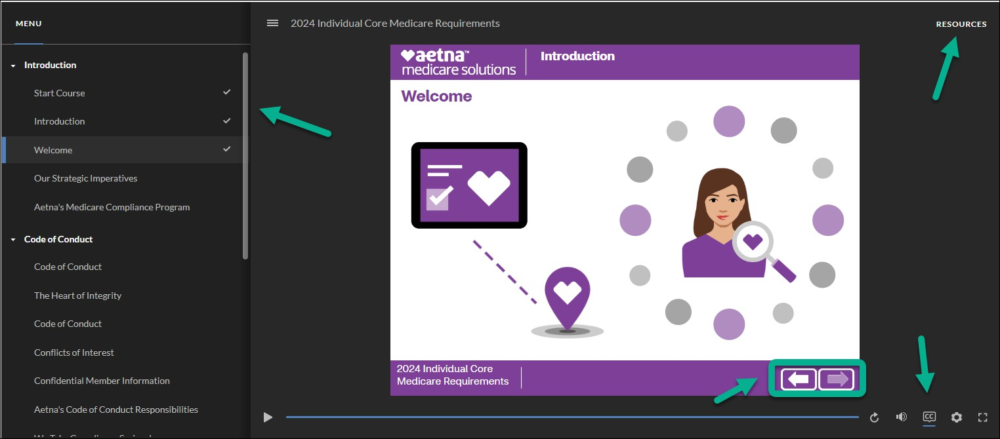 MENU
Introduction
Start Course
Introduction
Welcome
Our Strategic Imperatives
Aetna's Medicare Compliance Program
Code of Conduct
Code of Conduct
The Heart of Integrity
Code of Conduct
Conflicts of Interest
Confidential Member Information
Aetna's Code of Conduct Responsibilities
2024 Individual Core Medicare Requirements
RESOURCES
aetna™
medicare solutions
Introduction
Welcome
2024 Individual Core
Medicare Requirements
CC